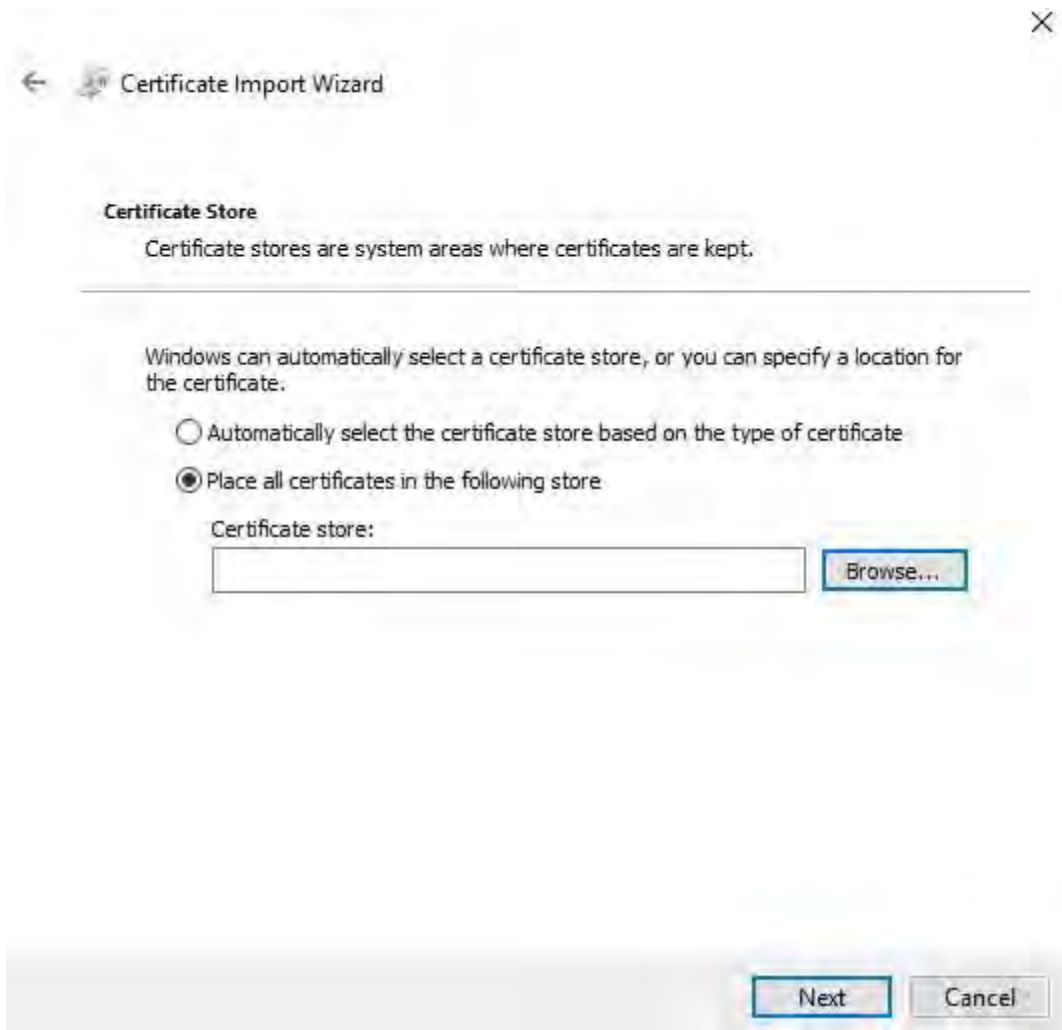 Certificate Import Wizard
Certificate Store
Certificate stores are system areas where certificates are kept.
Windows can automatically select a certificate store, or you can specify a location for
the certificate.
Automatically select the certificate store based on the type of certificate
Place all certificates in the following store
Certificate store:
Browse...
Next
Cancel